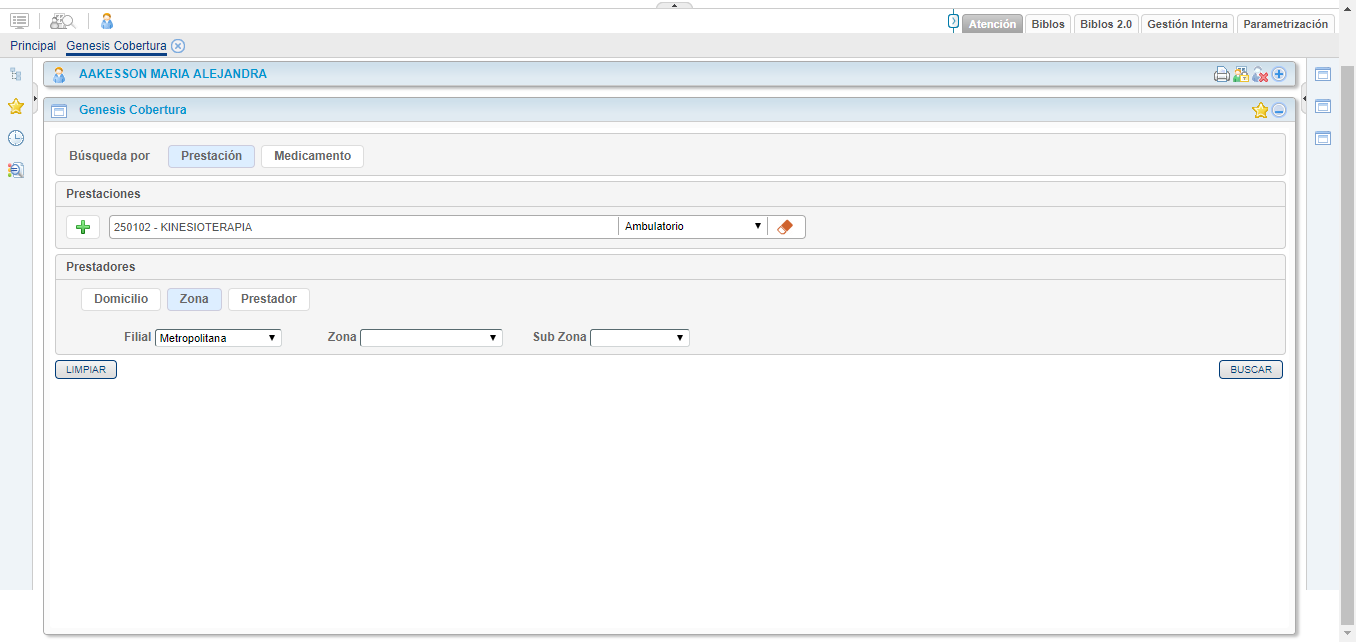 Atención Biblos Biblos 2.0 Gestión Interna Parametrización
Principal Genesis Cobertura
AAKESSON MARIA ALEJANDRA
Genesis Cobertura
Búsqueda por Prestación Medicamento
Prestaciones
250102 - KINESIOTERAPIA Ambulatorio
Prestadores
Domicilio Zona Prestador
Filial Metropolitana Zona Sub Zona
LIMPIAR BUSCAR